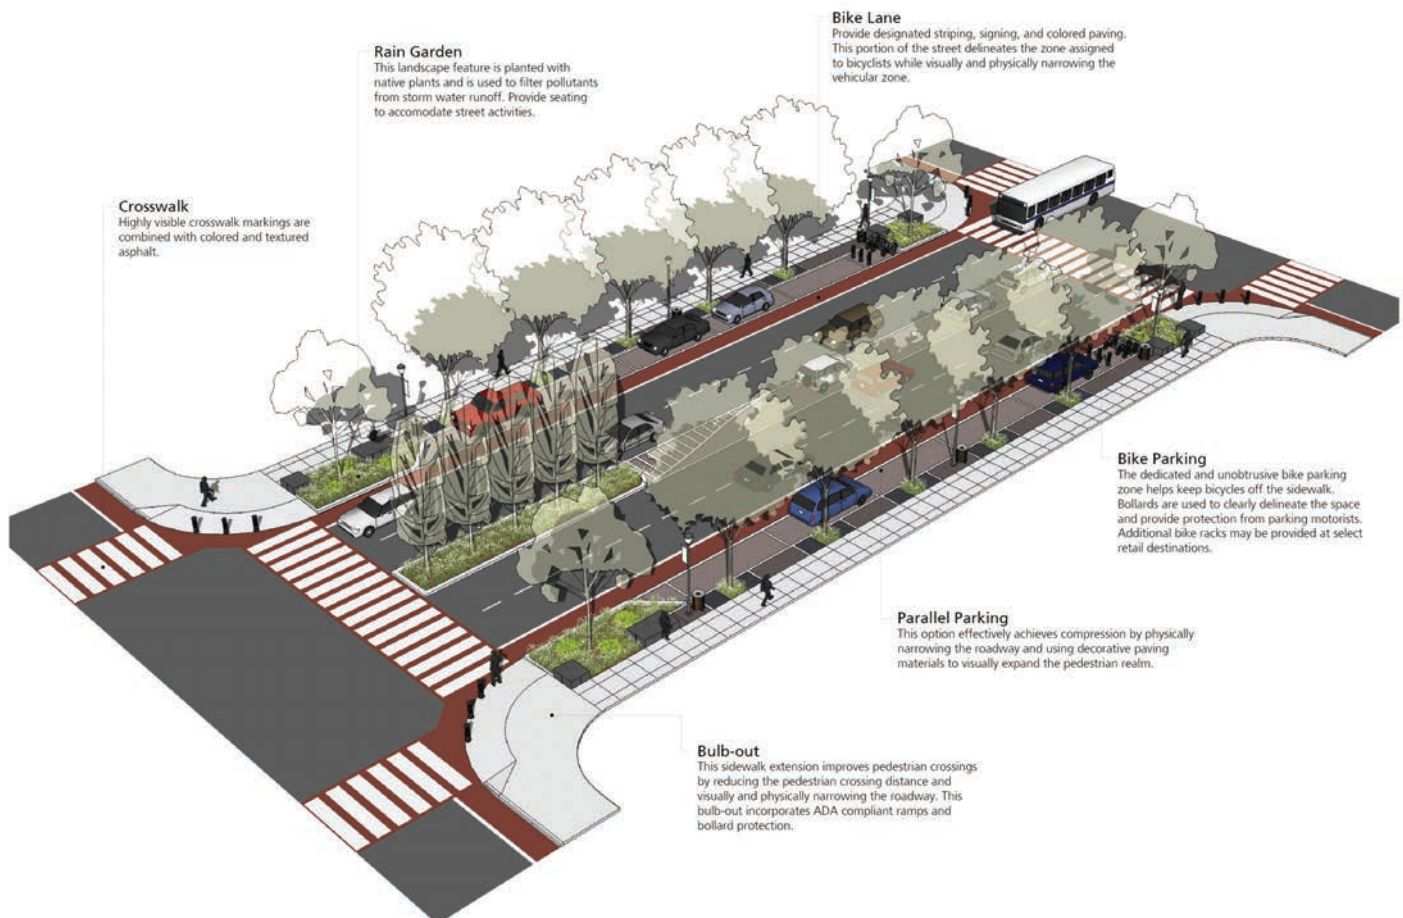 Bike Lane
Provide designated striping, signing, and colored paving.
This portion of the street delineates the zone assigned
to bicyclists while visually and physically narrowing the
vehicular zone.
Rain Garden
This landscape feature is planted with
native plants and is used to filter pollutants
from storm water runoff. Provide seating
to accomodate street activities.
Crosswalk
Highly visible crosswalk markings are
combined with colored and textured
asphalt.
Bike Parking
The dedicated and unobtrusive bike parking
zone helps keep bicycles off the sidewalk.
Bollards are used to clearly delineate the space
and provide protection from parking motorists.
Additional bike racks may be provided at select
retail destinations.
Parallel Parking
This option effectively achieves compression by physically
narrowing the roadway and using decorative paving
materials to visually expand the pedestrian realm.
Bulb-out
This sidewalk extension improves pedestrian crossings
by reducing the pedestrian crossing distance and
visually and physically narrowing the roadway. This
bulb-out incorporates ADA compliant ramps and
bollard protection.